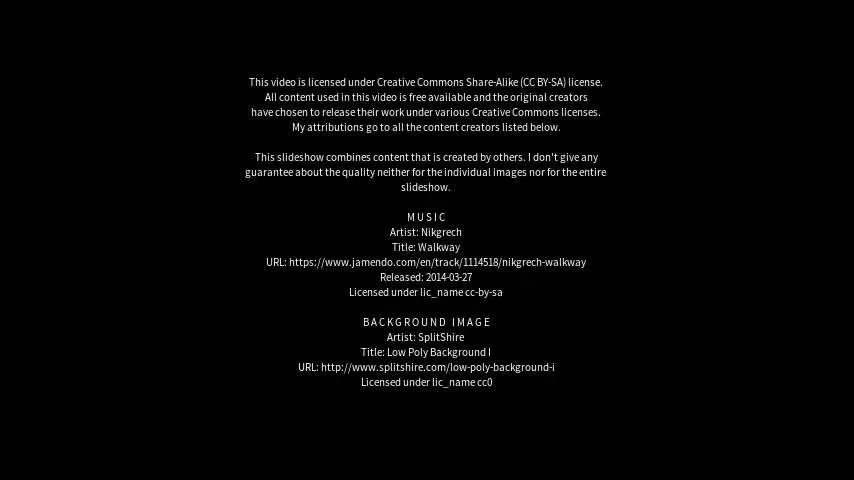 This video is licensed under Creative Commons Share-Alike (CC BY-SA) license.
All content used in this video is free available and the original creators
have chosen to release their work under various Creative Commons licenses.
My attributions go to all the content creators listed below.
This slideshow combines content that is created by others. I don't give any
guarantee about the quality neither for the individual images nor for the entire
slideshow.
MUSIC
Artist: Nikgrech
Title: Walkway
URL: https://www.jamendo.com/en/track/1114518/nikgrech-walkway
Released: 2014-03-27
Licensed under lic_name cc-by-sa
BACKGROUND IMAGE
Artist: SplitShire
Title: Low Poly Background I
URL: http://www.splitshire.com/low-poly-background-i
Licensed under lic_name cc0